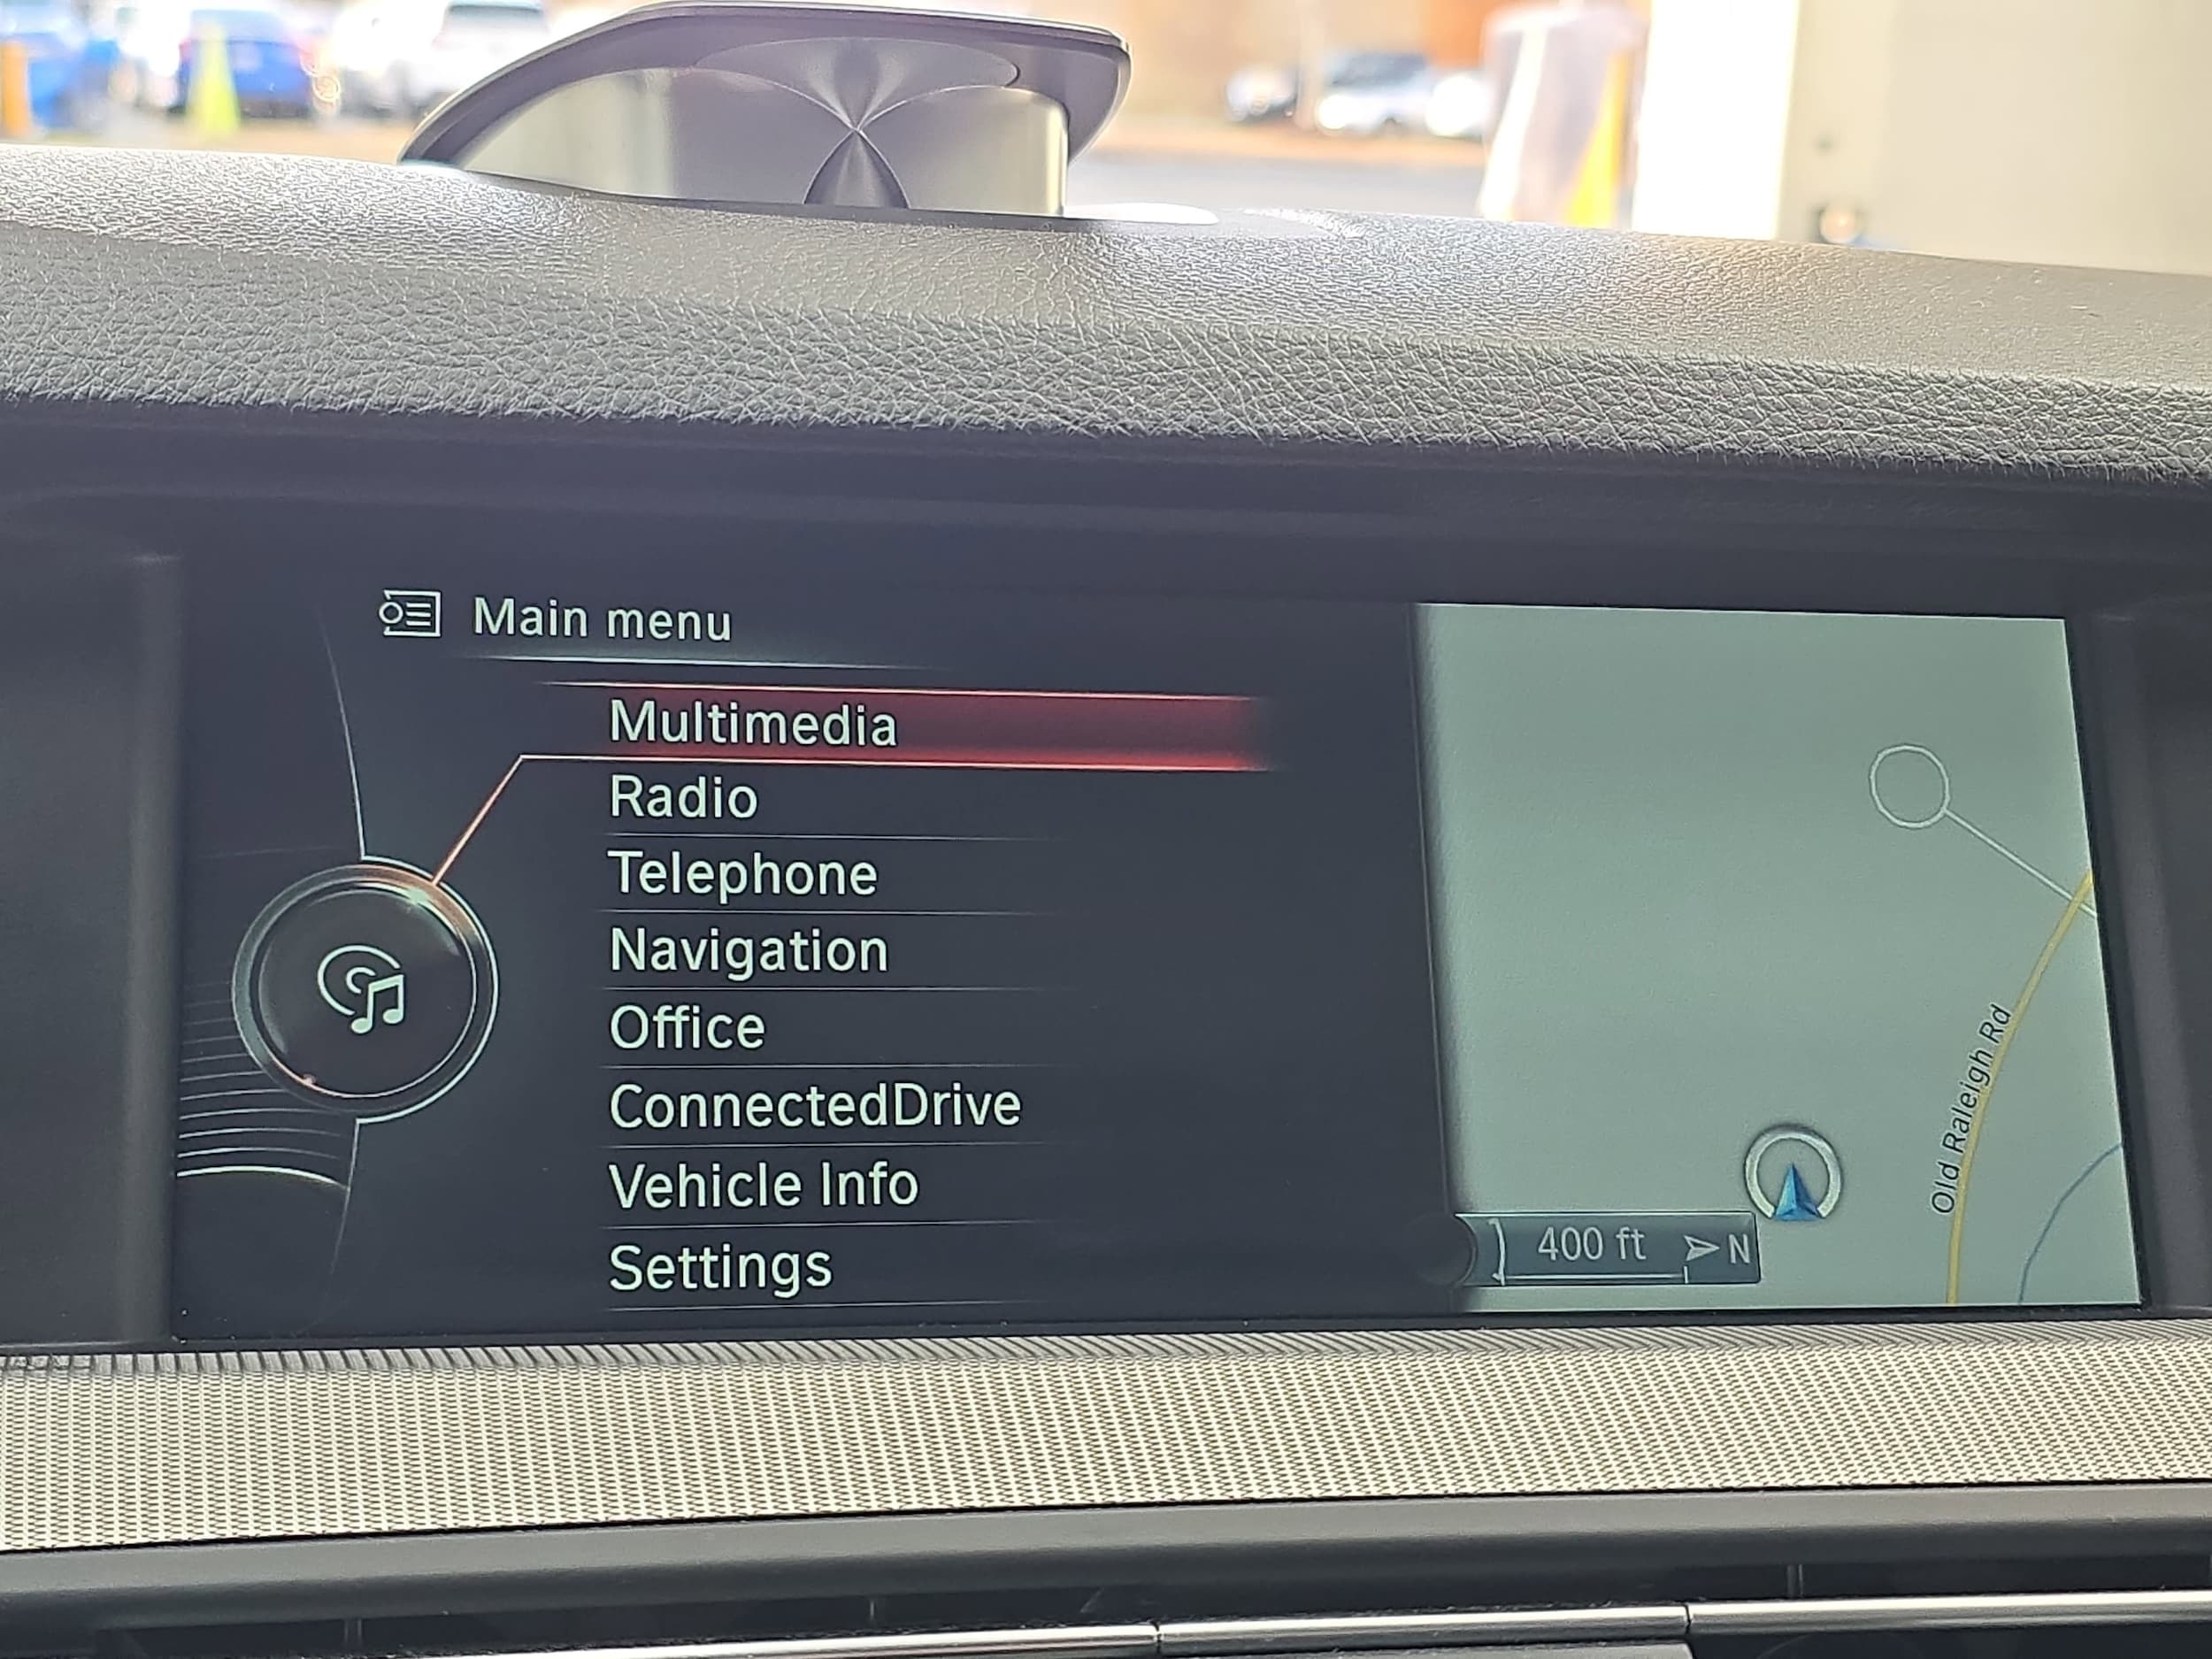 Main menu
Multimedia
Radio
Telephone
Navigation
Office
ConnectedDrive
Vehicle Info
Settings
Old Raleigh Rd
400 ft N